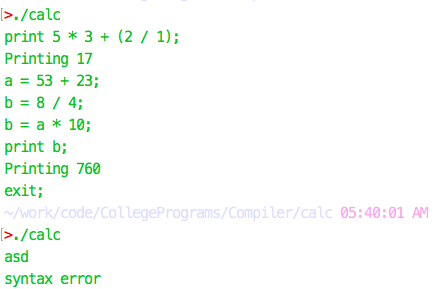 >./calc
print 5 * 3 + (2 / 1);
Printing 17
a = 53 + 23;
b = 8 / 4;
b = a * 10;
print b;
Printing 760
exit;
~/work/code/CollegePrograms/Compiler/calc 05:40:01 AM
>./calc
asd
syntax error